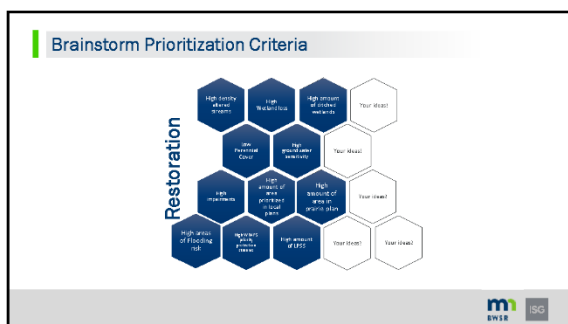 Brainstorm Prioritization Criteria
Restoration
High density
altered
streams
High
Wetland loss
High amount
of ditched
wetlands
Your ideas!
Low
Perennial
Cover
High
groundwater
sensitivity
Your ideas!
High
impairments
High
amount of
area
prioritized
in local
plans
High
amount of
area in
prairie plan
Your ideas!
High areas
of Flooding
risk
High amount
of LPSS
Your ideas!
Your ideas!
BWSR
ISG